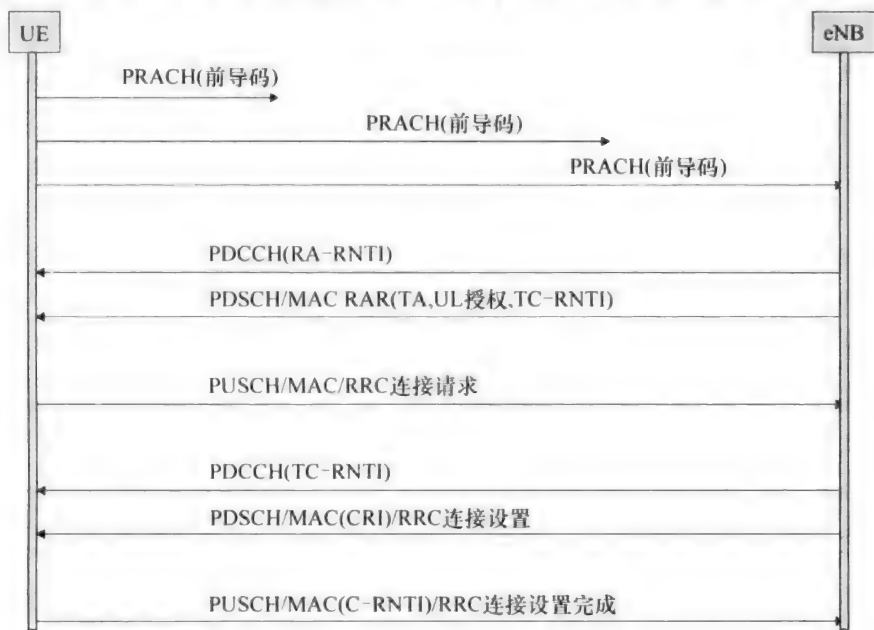 UE
eNB
PRACH(前导码)
PRACH(前导码)
PRACH(前导码)
PDCCH(RA-RNTI)
PDSCH/MAC RAR(TA,UL授权,TC-RNTI)
PUSCH/MAC/RRC连接请求
PDCCH(TC-RNTI)
PDSCH/MAC(CRI)/RRC连接设置
PUSCH/MAC(C-RNTI)/RRC连接设置完成